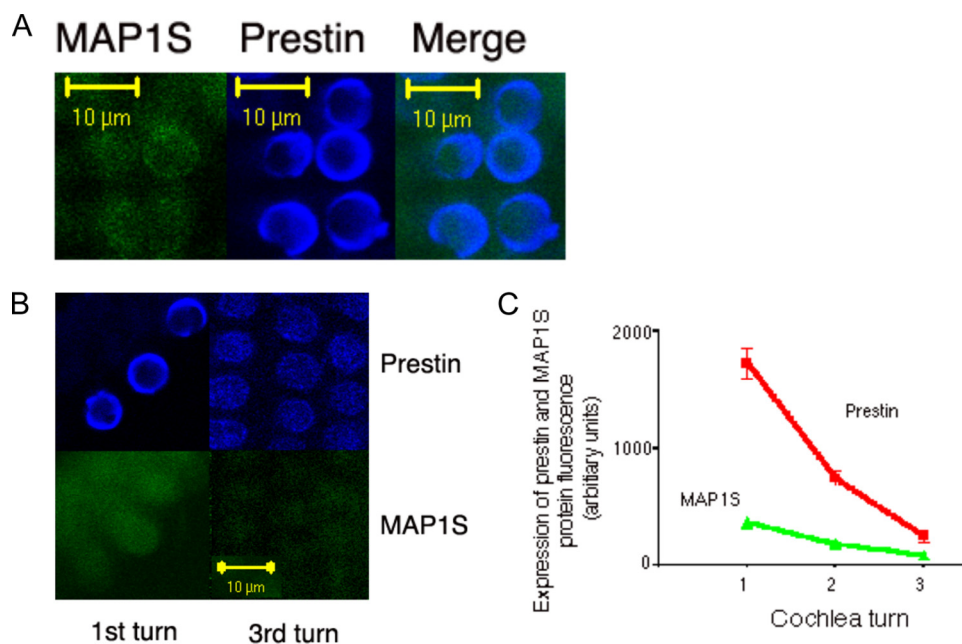 A
MAP1S Prestin Merge
10 µm 10 µm 10 µm
B
Prestin
MAP1S
10 µm
1st turn 3rd turn
C
Expression of prestin and MAP1S
protein fluorescence
(arbitiary units)
2000
1000
0
Prestin
MAP1S
1 2 3
Cochlea turn